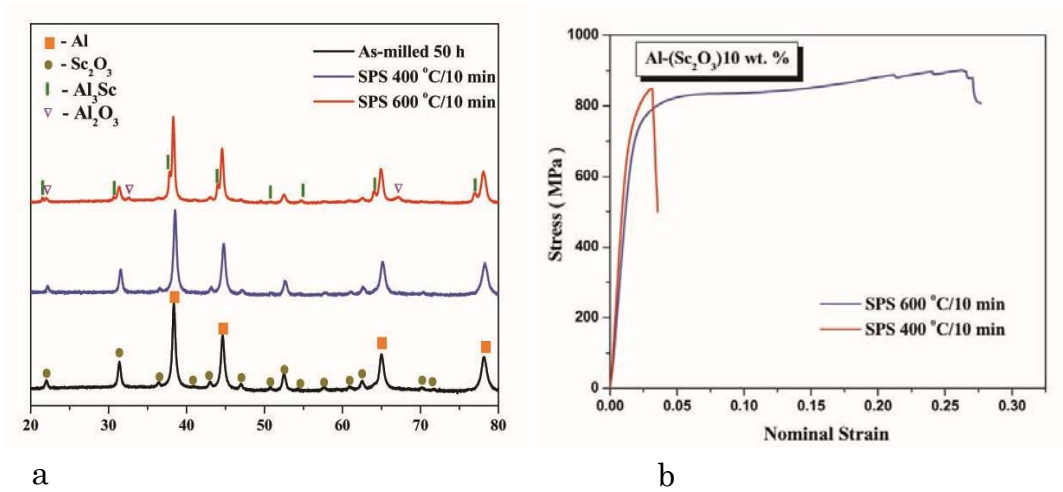 - Al
- Sc₂O₃
- Al₃Sc
- Al₂O₃
As-milled 50 h
SPS 400 °C/10 min
SPS 600 °C/10 min
20 30 40 50 60 70 80
a
1000
800
600
400
200
0
Stress ( MPa )
Al-(Sc₂O₃)10 wt. %
SPS 600 °C/10 min
SPS 400 °C/10 min
0.00 0.05 0.10 0.15 0.20 0.25 0.30
Nominal Strain
b